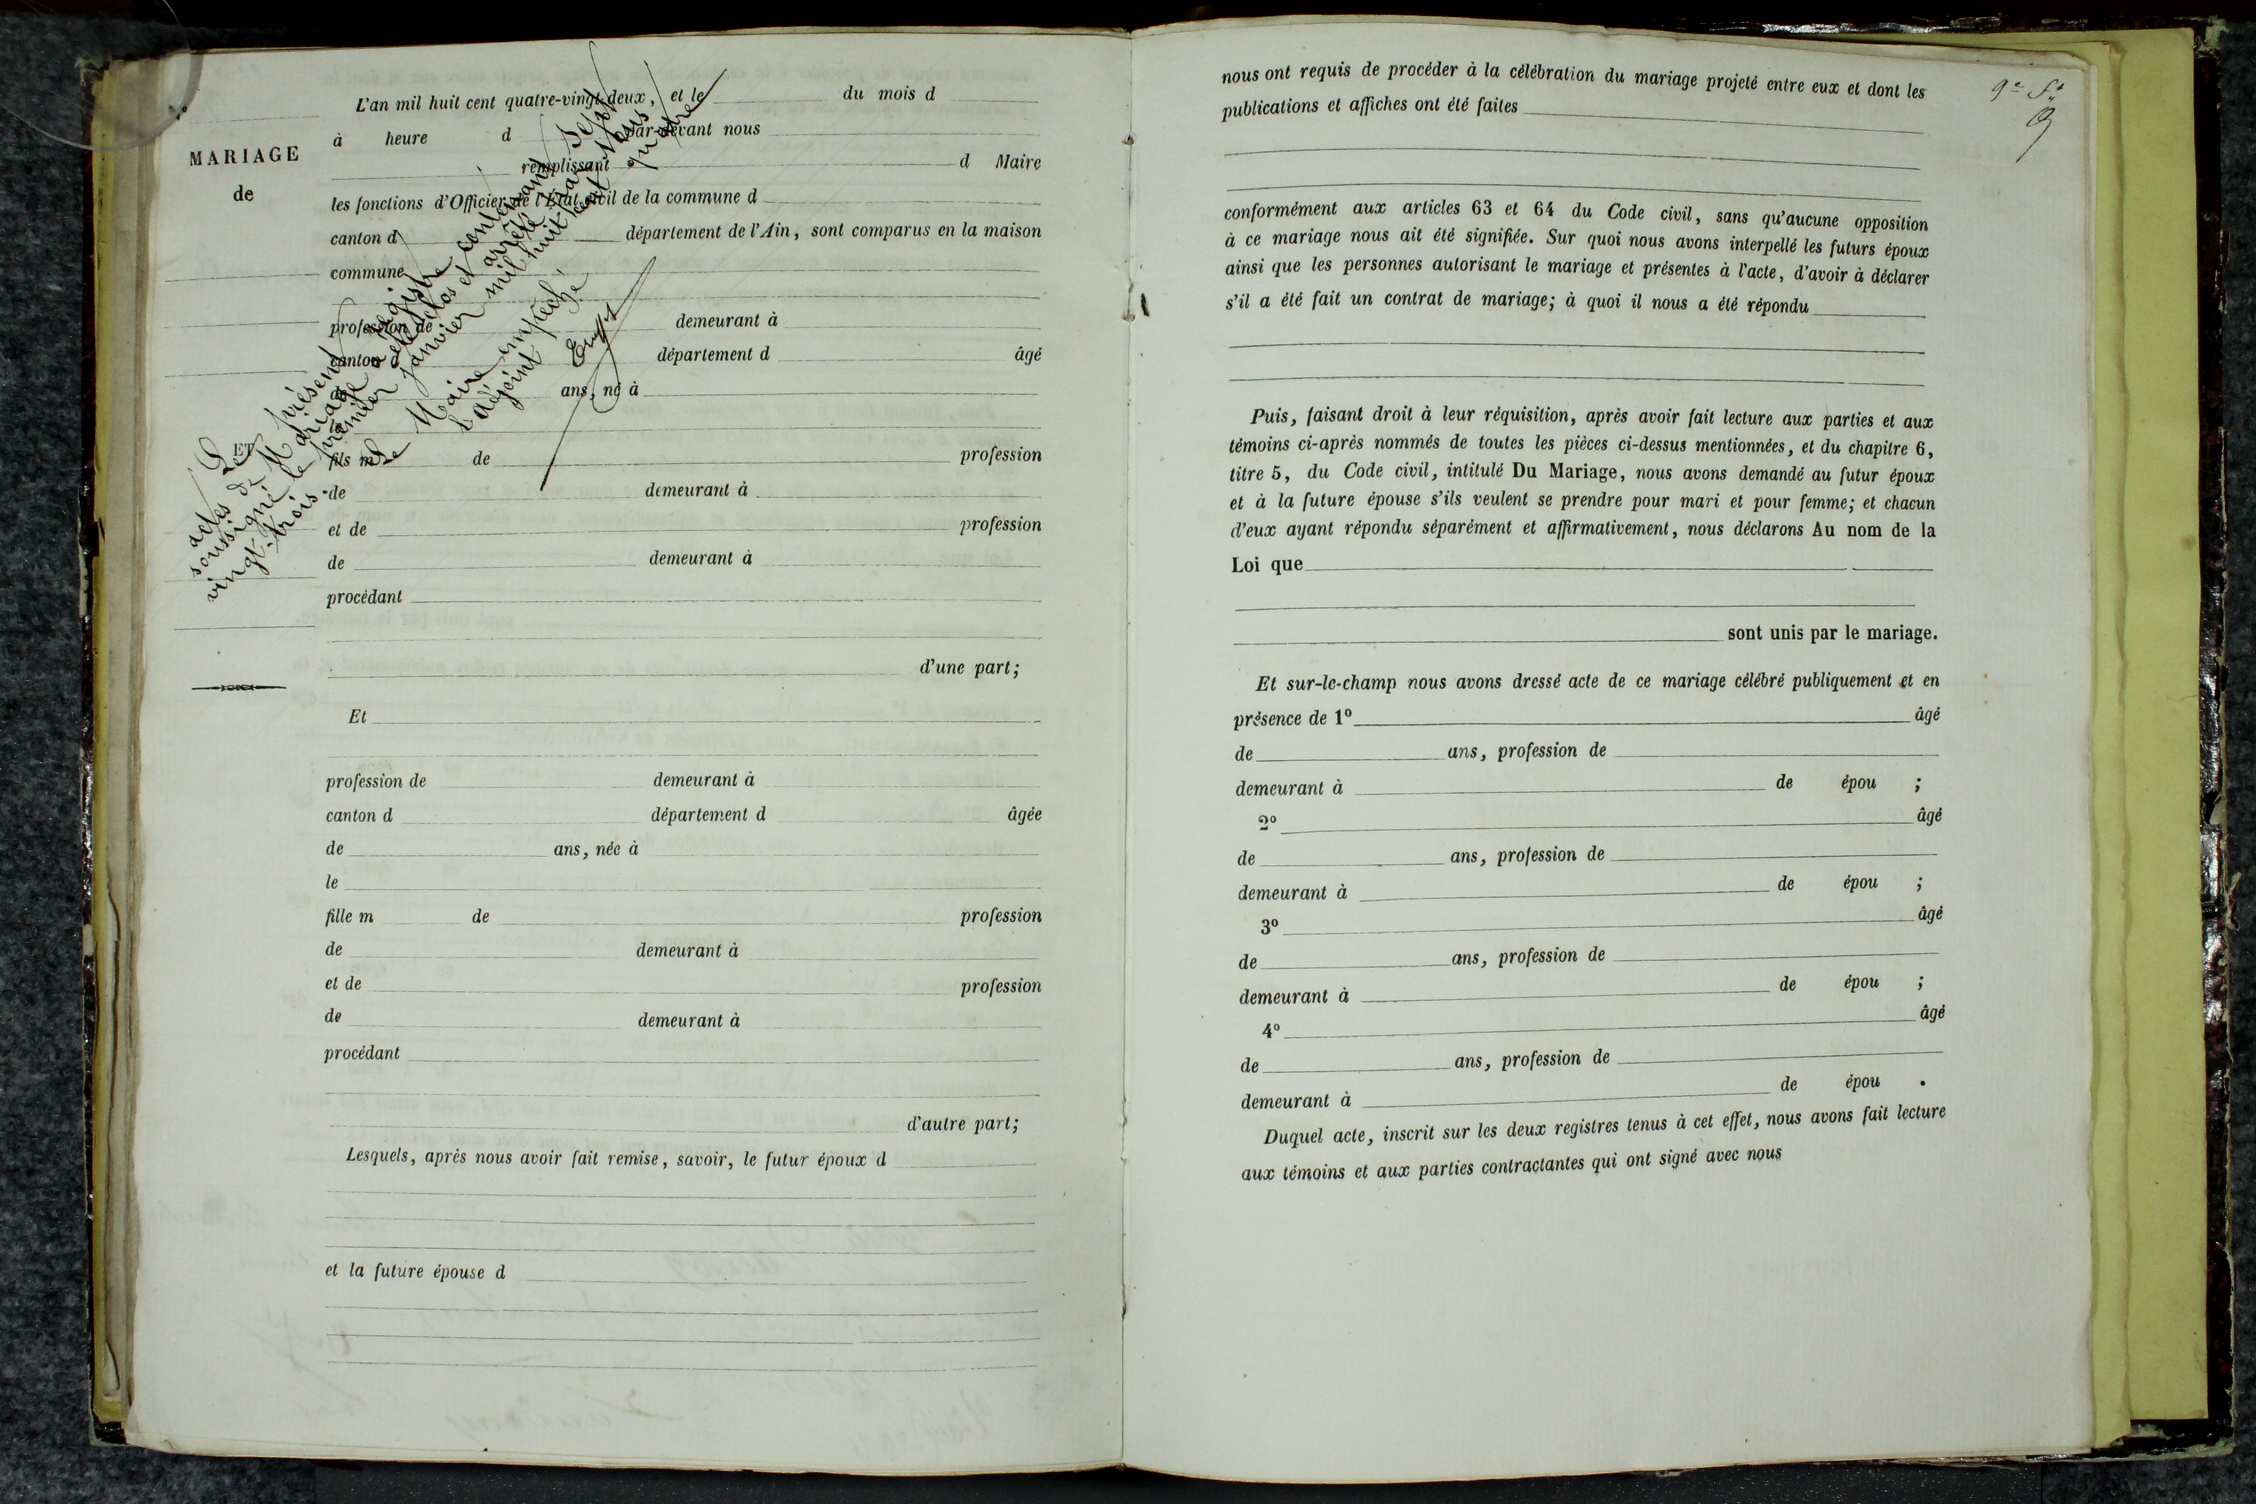 MARIAGE
de
ET
L'an mil huit cent quatre-vingt-deux, et le du mois d
à heure d par-devant nous
remplissant d Maire
les fonctions d'Officier de l'État civil de la commune d
canton d département de l'Ain, sont comparus en la maison
commune
profession de demeurant à
canton d département d âgé
ans, né à
fils m de profession
de demeurant à
et de profession
de demeurant à
procédant
d'une part;
Et
profession de demeurant à
canton d département d âgée
de ans, née à
le
fille m de profession
de demeurant à
et de profession
de demeurant à
procédant
d'autre part;
Lesquels, après nous avoir fait remise, savoir, le futur époux d
et la future épouse d
Le présent registre contenant sept
actes de Mariage a été clos et arrêté par Nous
soussigné le premier janvier mil huit cent quatre
vingt-trois
Le Maire empêché
L'adjoint
nous ont requis de procéder à la célébration du mariage projeté entre eux et dont les
publications et affiches ont été faites
conformément aux articles 63 et 64 du Code civil, sans qu'aucune opposition
à ce mariage nous ait été signifiée. Sur quoi nous avons interpellé les futurs époux
ainsi que les personnes autorisant le mariage et présentes à l'acte, d'avoir à déclarer
s'il a été fait un contrat de mariage; à quoi il nous a été répondu
Puis, faisant droit à leur réquisition, après avoir fait lecture aux parties et aux
témoins ci-après nommés de toutes les pièces ci-dessus mentionnées, et du chapitre 6,
titre 5, du Code civil, intitulé Du Mariage, nous avons demandé au futur époux
et à la future épouse s'ils veulent se prendre pour mari et pour femme; et chacun
d'eux ayant répondu séparément et affirmativement, nous déclarons Au nom de la
Loi que
sont unis par le mariage.
Et sur-le-champ nous avons dressé acte de ce mariage célébré publiquement et en
présence de 1º âgé
de ans, profession de
demeurant à de épou ;
2º âgé
de ans, profession de
demeurant à de épou ;
3º âgé
de ans, profession de
demeurant à de épou ;
4º âgé
de ans, profession de
demeurant à de épou .
Duquel acte, inscrit sur les deux registres tenus à cet effet, nous avons fait lecture
aux témoins et aux parties contractantes qui ont signé avec nous